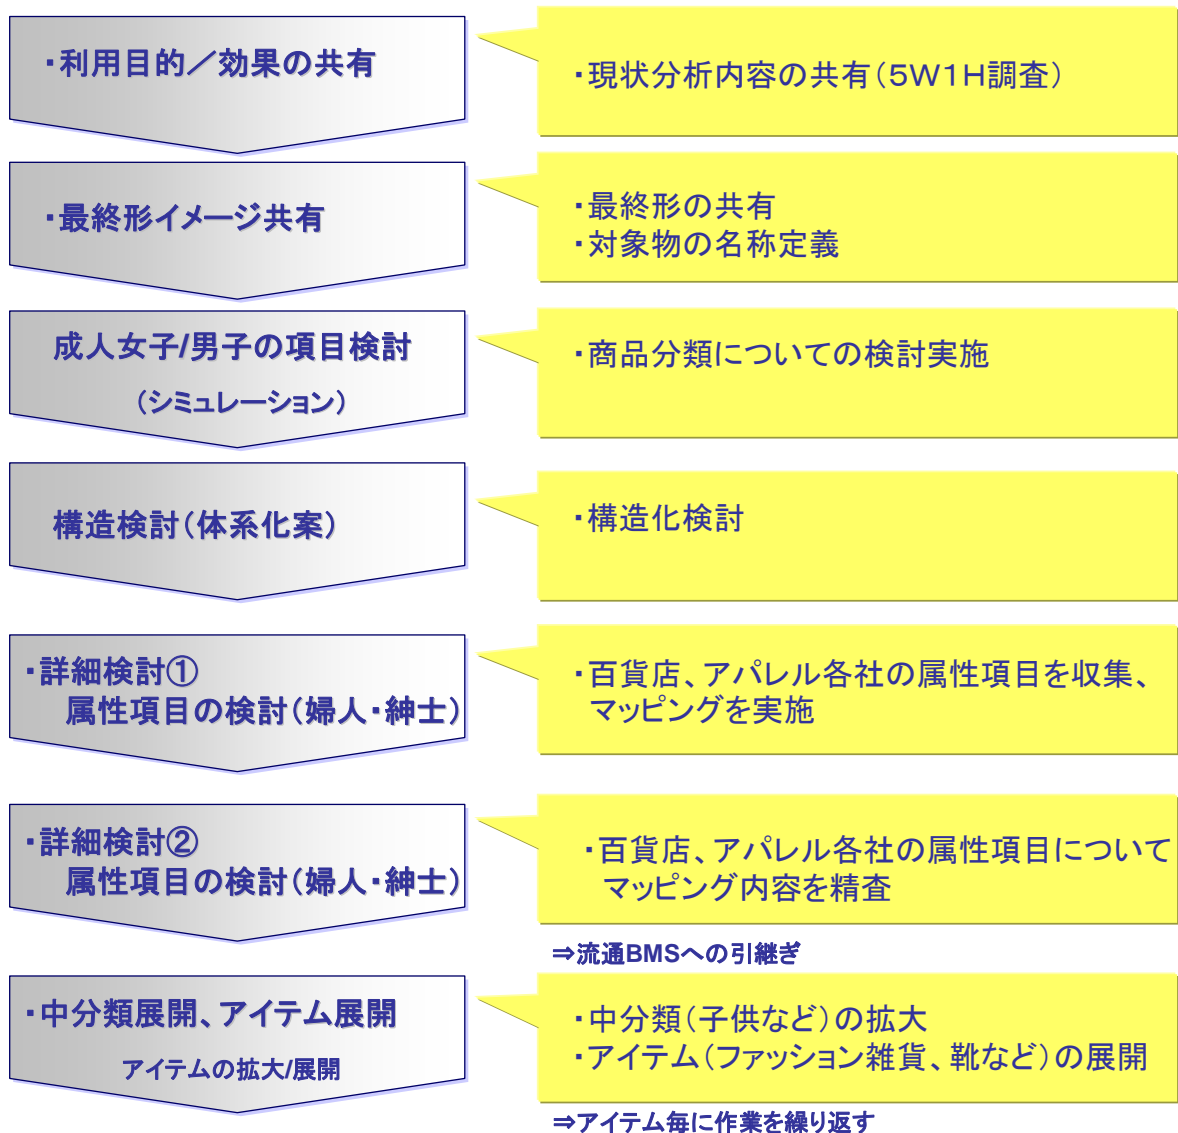 ・利用目的／効果の共有
・現状分析内容の共有（５Ｗ１Ｈ調査）
・最終形イメージ共有
・最終形の共有
・対象物の名称定義
成人女子/男子の項目検討
（シミュレーション）
・商品分類についての検討実施
構造検討（体系化案）
・構造化検討
・詳細検討①
属性項目の検討（婦人・紳士）
・百貨店、アパレル各社の属性項目を収集、
マッピングを実施
・詳細検討②
属性項目の検討（婦人・紳士）
・百貨店、アパレル各社の属性項目について
マッピング内容を精査
⇒流通BMSへの引継ぎ
・中分類展開、アイテム展開
アイテムの拡大/展開
・中分類（子供など）の拡大
・アイテム（ファッション雑貨、靴など）の展開
⇒アイテム毎に作業を繰り返す